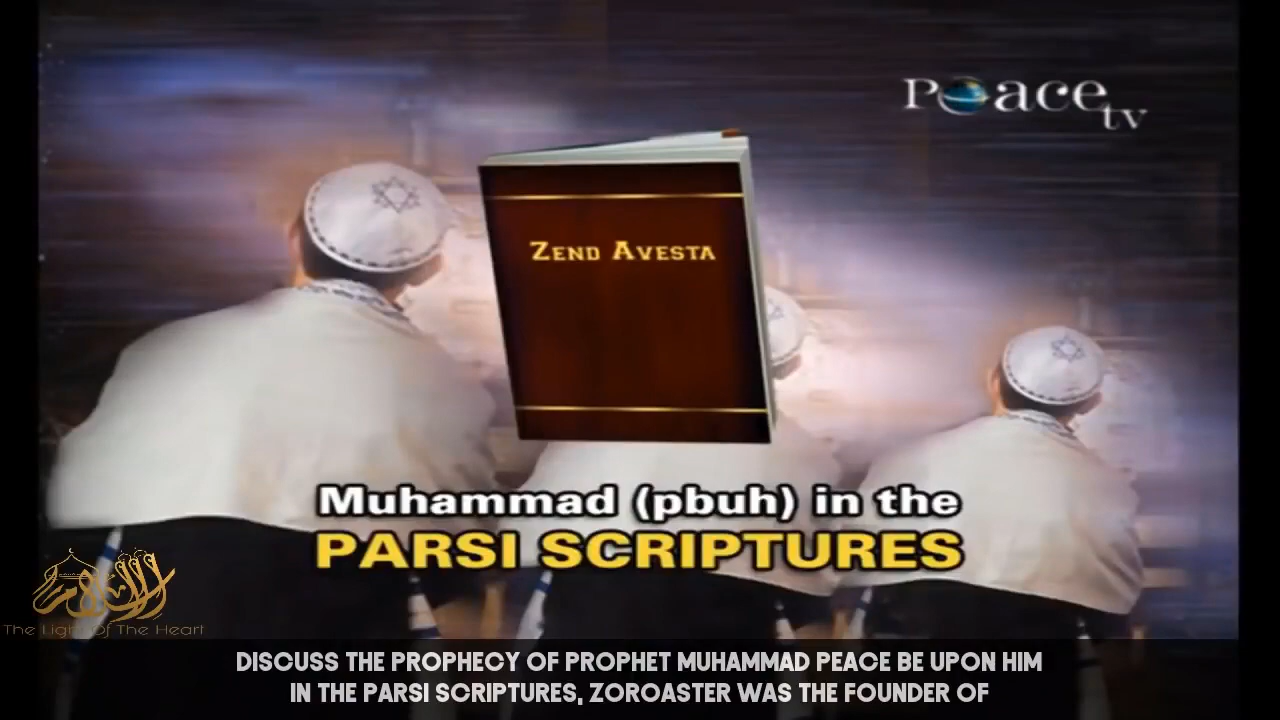 Peace
tv
ZEND AVESTA
Muhammad (pbuh) in the
PARSI SCRIPTURES
The Light Of The Heart
DISCUSS THE PROPHECY OF PROPHET MUHAMMAD PEACE BE UPON HIM
IN THE PARSI SCRIPTURES, ZOROASTER WAS THE FOUNDER OF